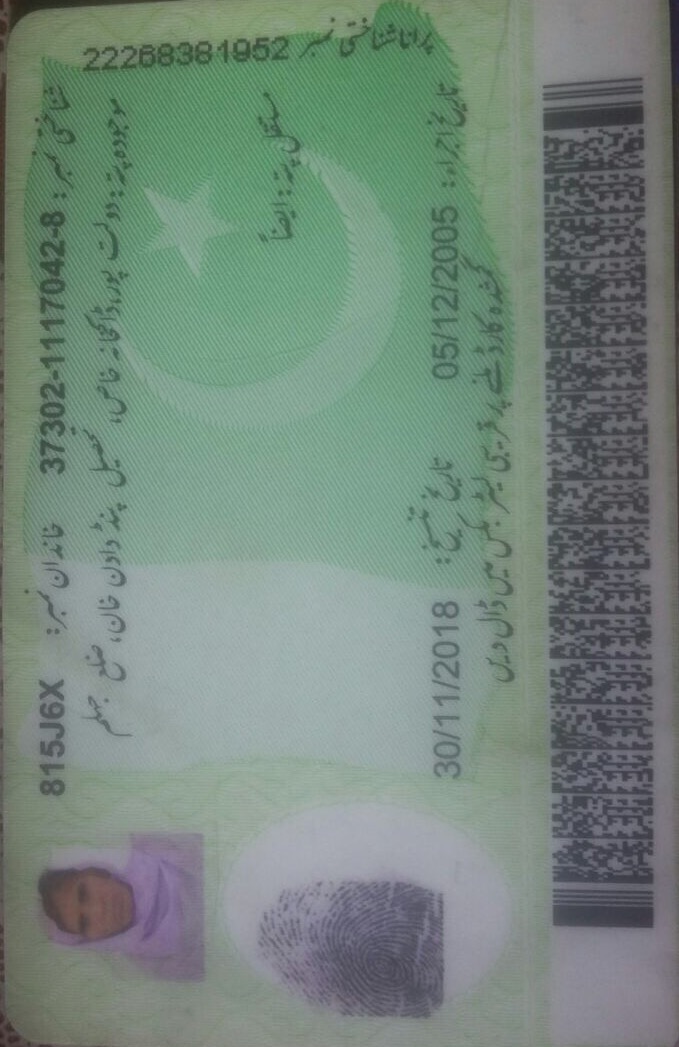 پرانا شناختی نمبر 22268381952
شناختی نمبر: 37302-1117042-8 خاندان نمبر: 815J6X
موجودہ پتہ: دولت پور، ڈاکخانہ خاص، تحصیل پنڈ دادن خان، ضلع جہلم
مستقل پتہ: ایضاً
تاریخ اجراء: 05/12/2005 تاریخ تنسیخ: 30/11/2018
گمشدہ کارڈ ملنے پر قریبی لیٹر بکس میں ڈال دیں